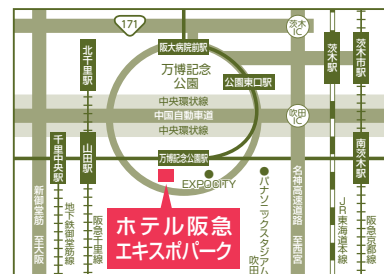 171
茨木
IC
阪大病院前駅
北千里駅
万博記念
公園
公園東口駅
茨木駅
茨木市駅
中央環状線
中国自動車道
中央環状線
吹田
IC
千里中央駅
山田駅
万博記念公園駅
南茨木駅
EXPOCITY
新御堂筋 至大阪
地下鉄御堂筋線
阪急千里線
ホテル阪急
エキスポパーク
パナソニックスタジアム
吹田
名神高速道路 至西宮
JR東海道本線
阪急京都線